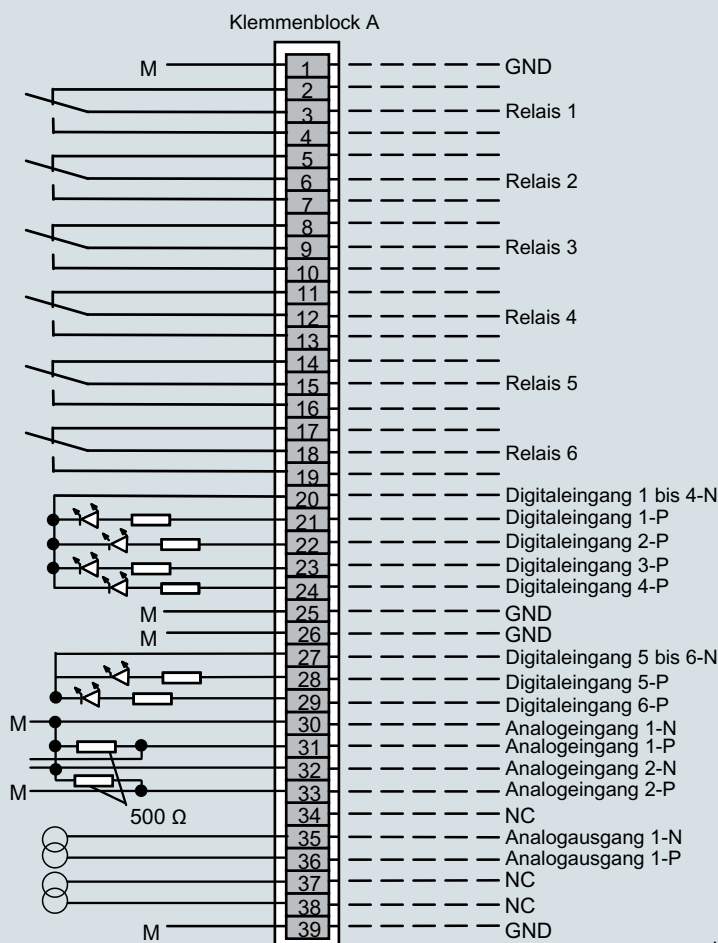 Klemmenblock A
M 1 GND
2
3 Relais 1
4
5
6 Relais 2
7
8
9 Relais 3
10
11
12 Relais 4
13
14
15 Relais 5
16
17
18 Relais 6
19
20 Digitaleingang 1 bis 4-N
21 Digitaleingang 1-P
22 Digitaleingang 2-P
23 Digitaleingang 3-P
24 Digitaleingang 4-P
M 25 GND
M 26 GND
27 Digitaleingang 5 bis 6-N
28 Digitaleingang 5-P
29 Digitaleingang 6-P
M 30 Analogeingang 1-N
31 Analogeingang 1-P
32 Analogeingang 2-N
M 33 Analogeingang 2-P
500 Ω 34 NC
35 Analogausgang 1-N
36 Analogausgang 1-P
37 NC
38 NC
M 39 GND